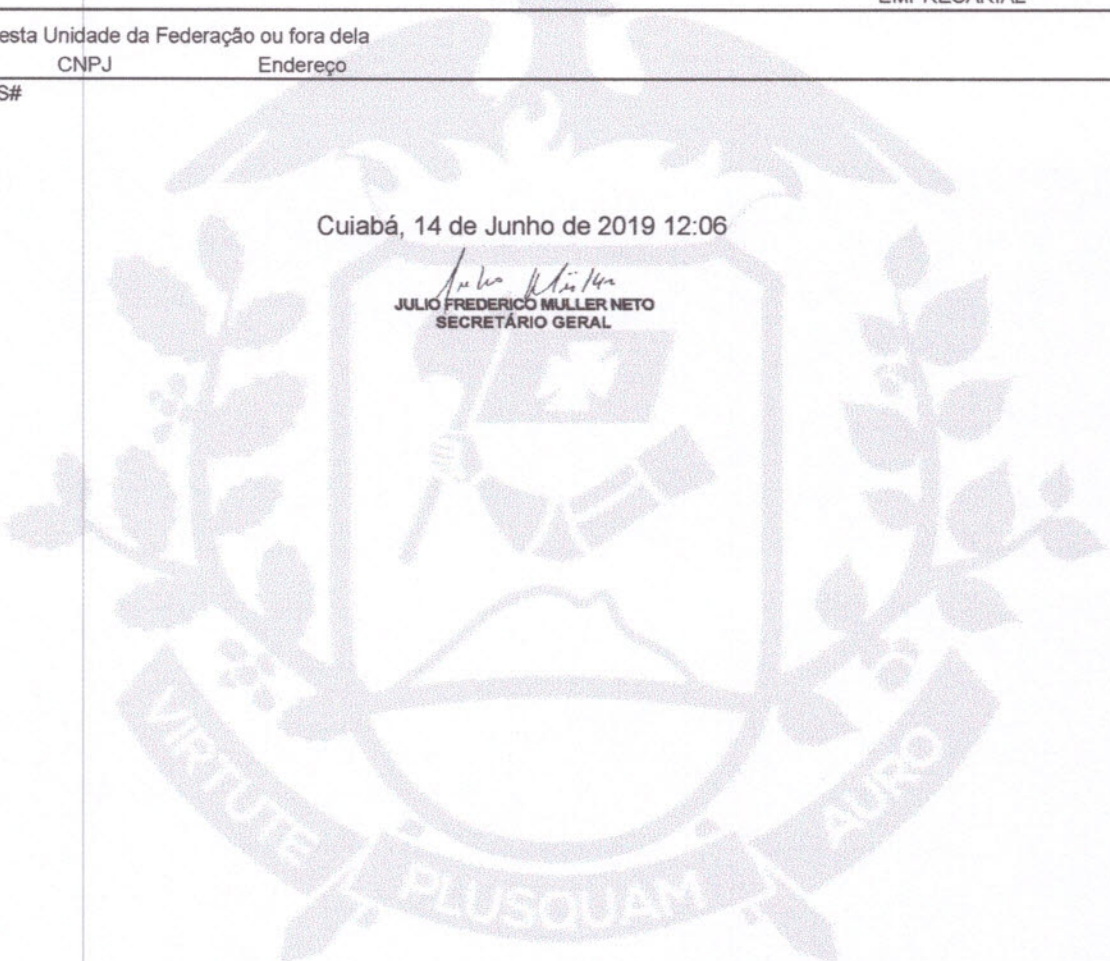 EMPRESARIAL
esta Unidade da Federação ou fora dela
CNPJ Endereço
S#
Cuiabá, 14 de Junho de 2019 12:06
JULIO FREDERICO MULLER NETO
SECRETÁRIO GERAL
VIRTUTE PLUSQUAM AURO